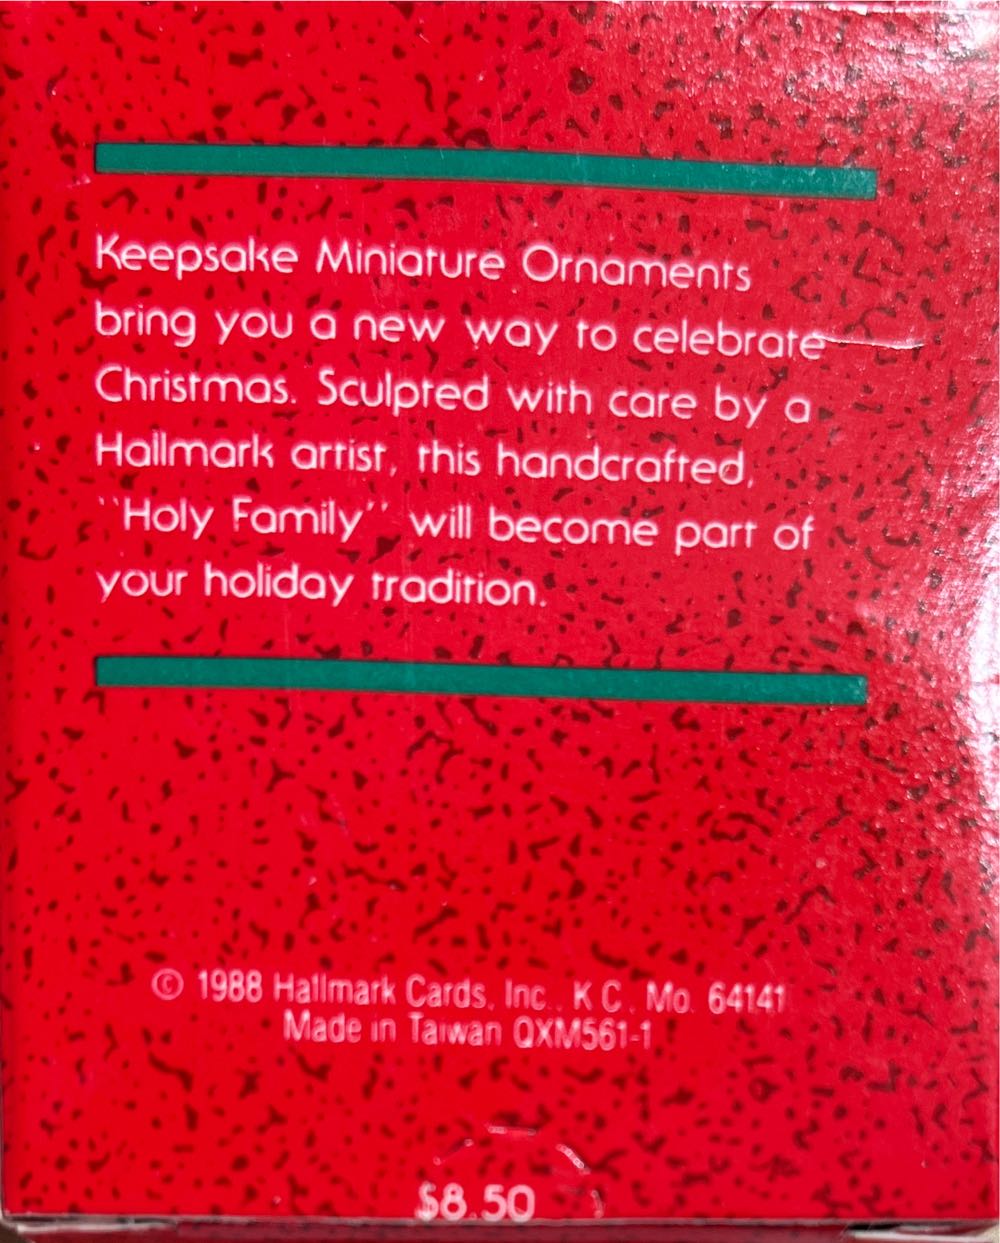 Keepsake Miniature Ornaments
bring you a new way to celebrate
Christmas. Sculpted with care by a
Hallmark artist, this handcrafted,
"Holy Family" will become part of
your holiday tradition.
© 1988 Hallmark Cards, Inc., K.C., Mo. 64141
Made in Taiwan QXM561-1
$8.50